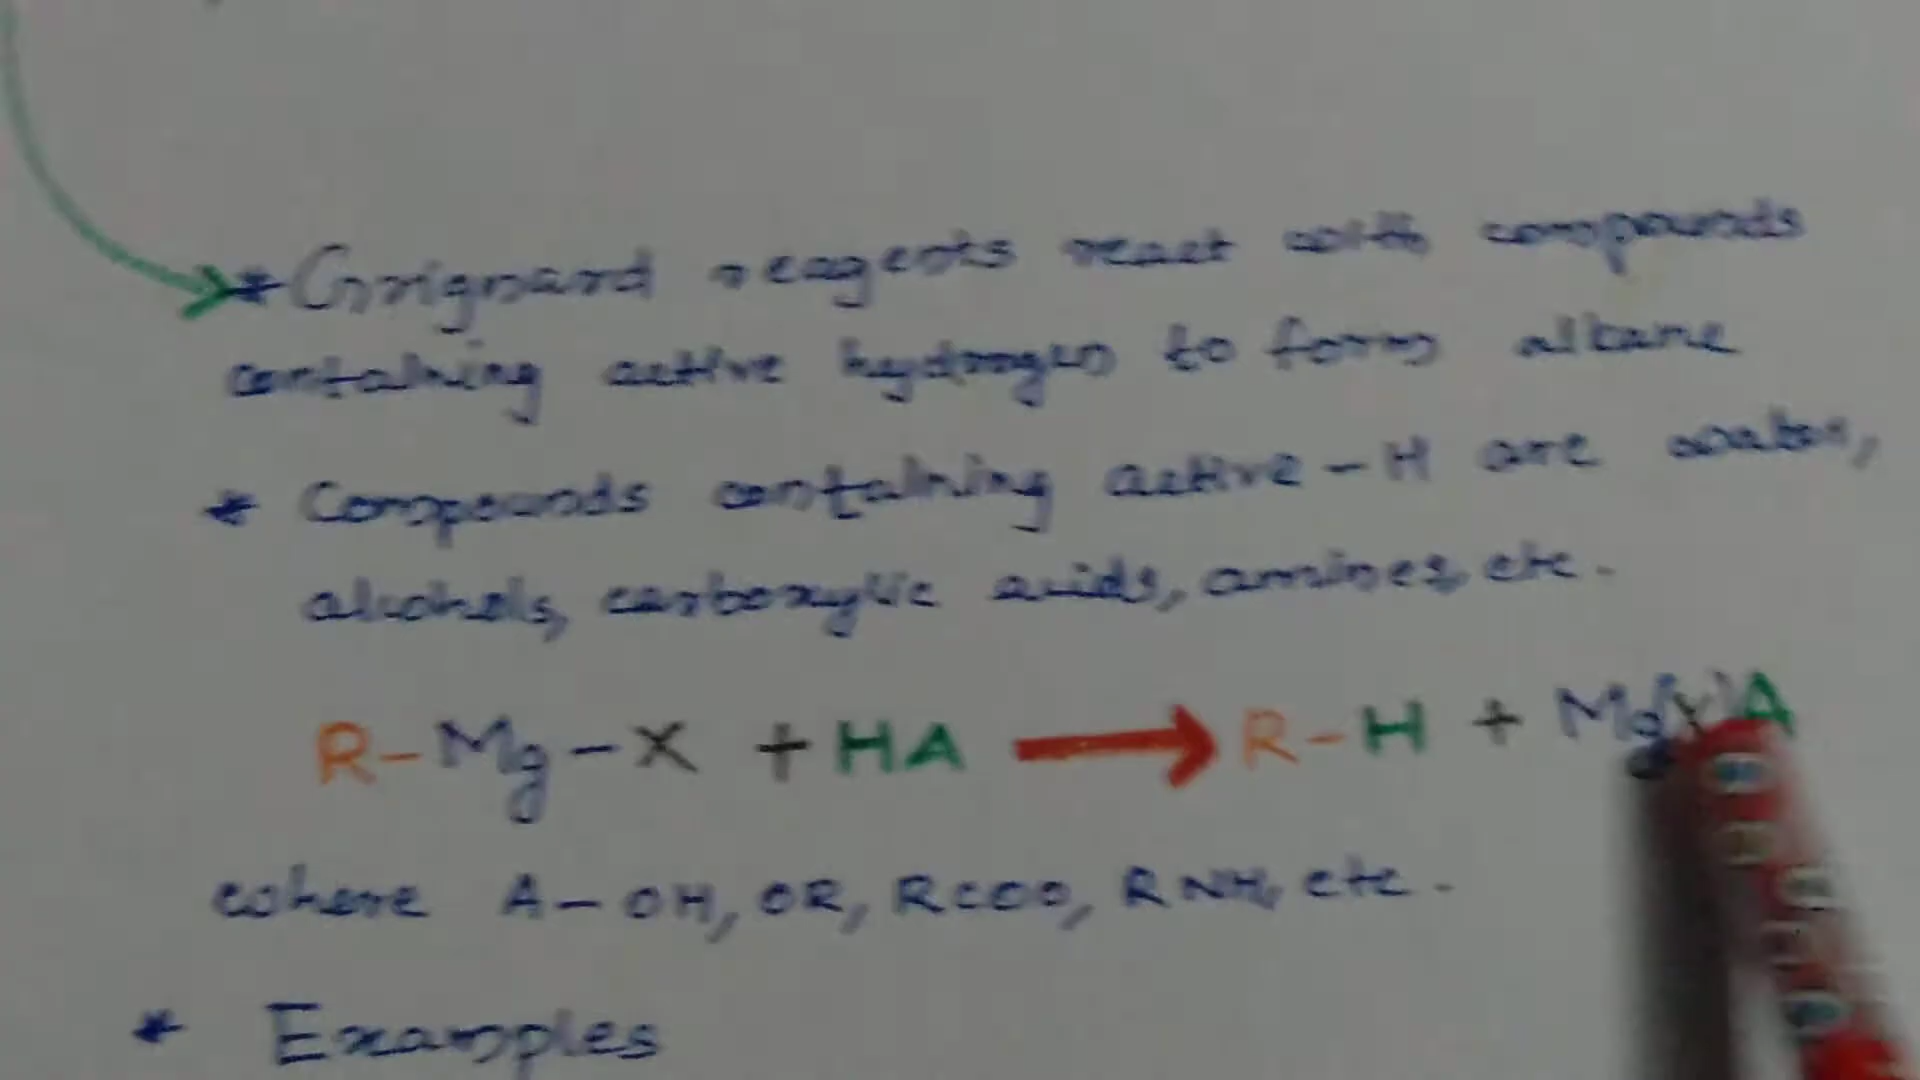 * Grignard reagents react with compounds
containing active hydrogen to form alkane
* Compounds containing active - H are water,
alcohols, carboxylic acids, amines, etc.
R-Mg-X + HA → R-H + Mg(X)A
where A - OH, OR, RCOO, RNH, etc.
* Examples